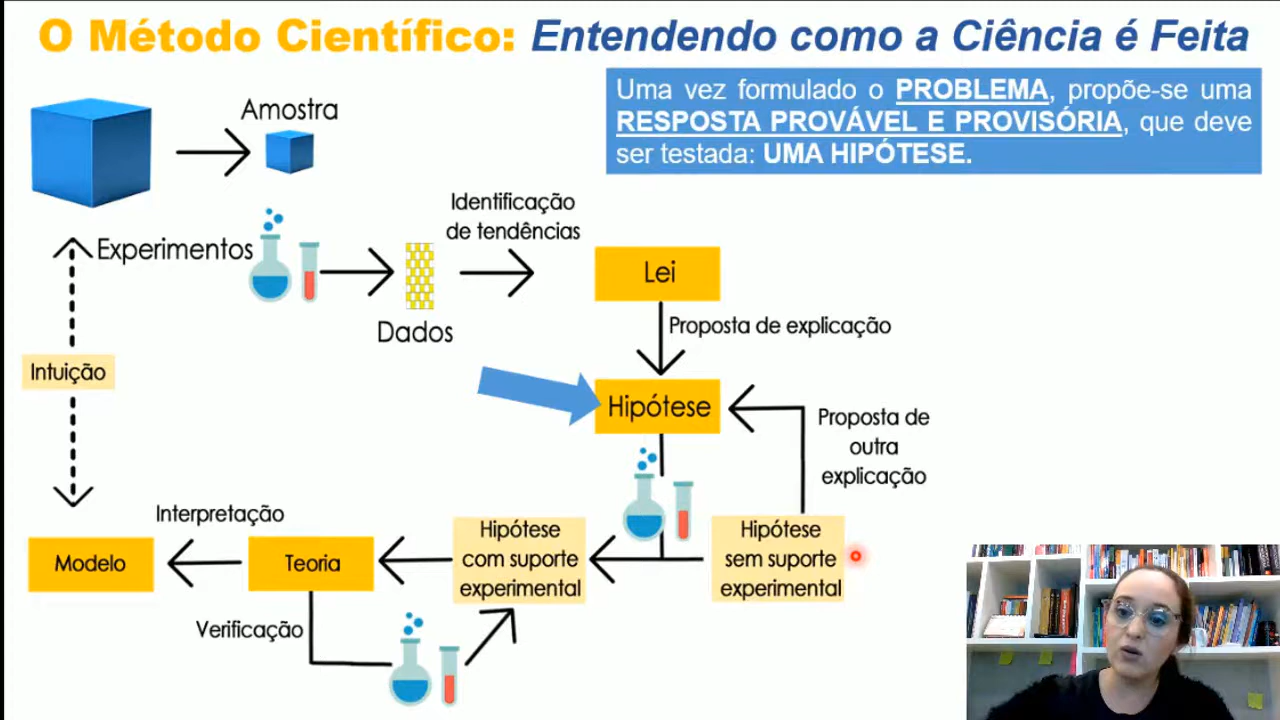 O Método Científico: Entendendo como a Ciência é Feita
Uma vez formulado o PROBLEMA, propõe-se uma
RESPOSTA PROVÁVEL E PROVISÓRIA, que deve
ser testada: UMA HIPÓTESE.
Amostra
Experimentos
Dados
Identificação
de tendências
Lei
Proposta de explicação
Hipótese
Proposta de
outra
explicação
Hipótese
sem suporte
experimental
Hipótese
com suporte
experimental
Teoria
Verificação
Interpretação
Modelo
Intuição